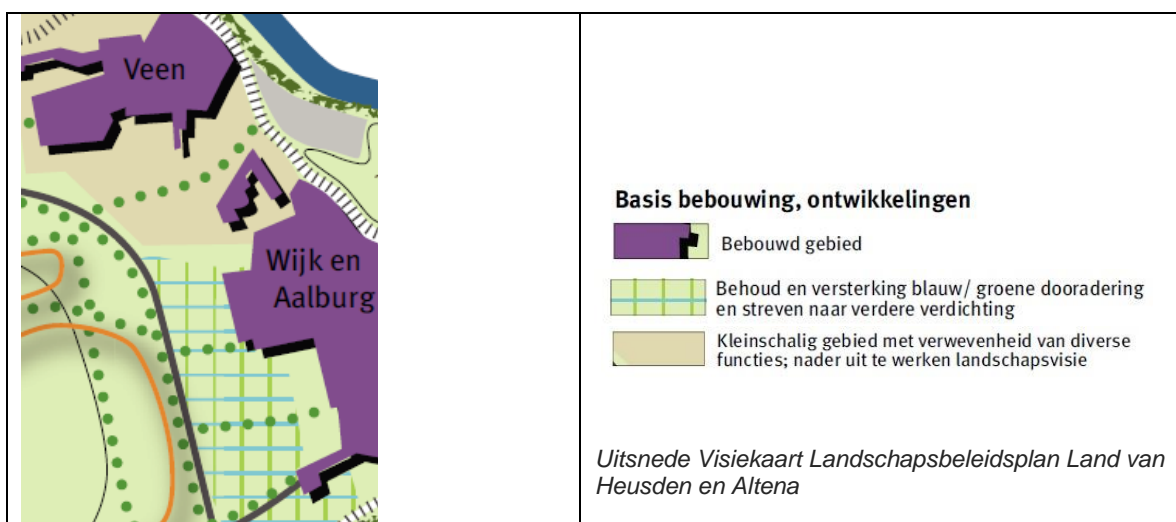 Veen
Wijk en
Aalburg
Basis bebouwing, ontwikkelingen
Bebouwd gebied
Behoud en versterking blauw/ groene dooradering
en streven naar verdere verdichting
Kleinschalig gebied met verwevenheid van diverse
functies; nader uit te werken landschapsvisie
Uitsnede Visiekaart Landschapsbeleidsplan Land van
Heusden en Altena